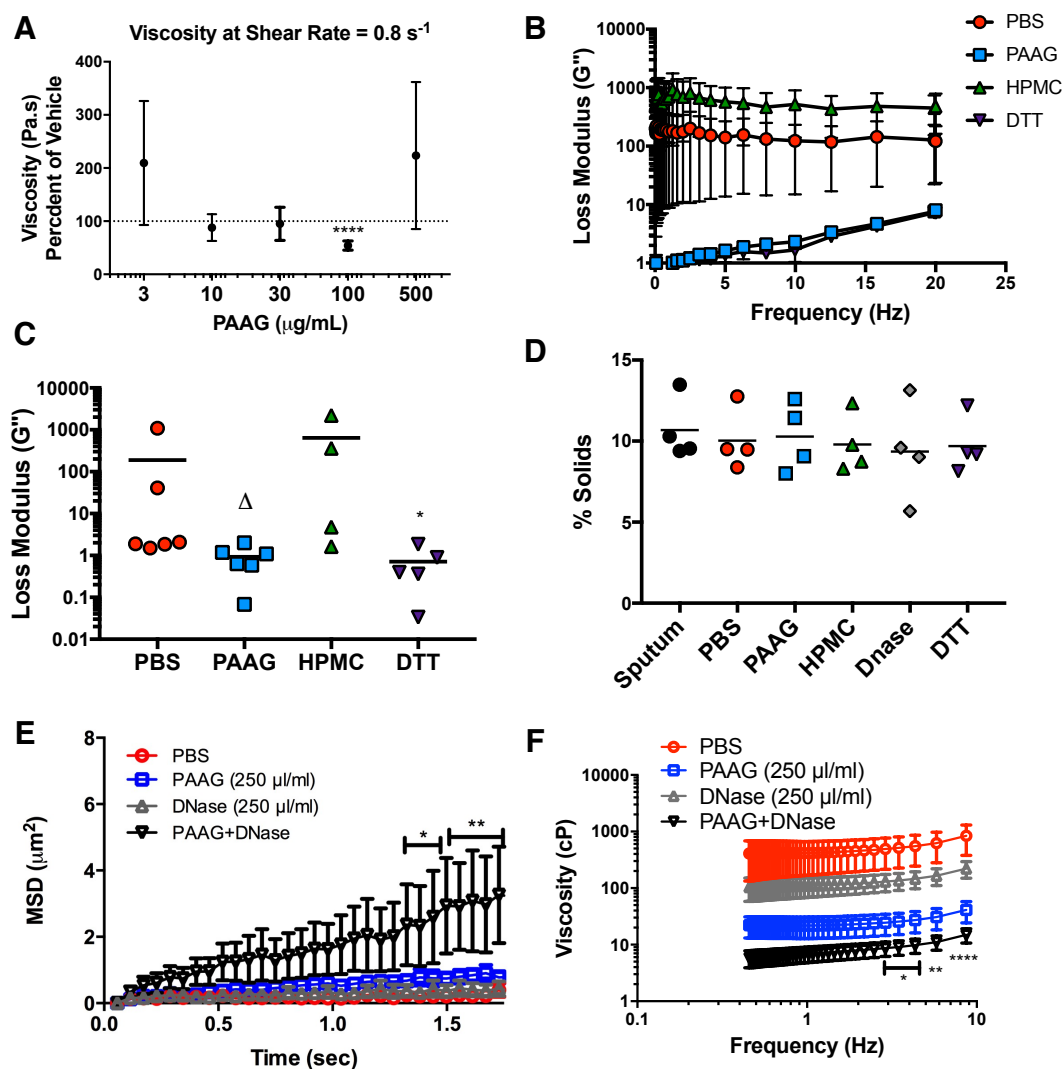 A
Viscosity at Shear Rate = 0.8 s⁻¹
Viscosity (Pa.s)
Percdent of Vehicle
400
300
200
100
0
****
3 10 30 100 500
PAAG (μg/mL)
B
Loss Modulus (G")
10000
1000
100
10
1
0 5 10 15 20 25
Frequency (Hz)
PBS
PAAG
HPMC
DTT
C
Loss Modulus (G")
10000
1000
100
10
1
0.1
0.01
Δ
*
PBS PAAG HPMC DTT
D
% Solids
15
10
5
0
Sputum PBS PAAG HPMC Dnase DTT
E
MSD (μm²)
8
6
4
2
0
PBS
PAAG (250 μl/ml)
DNase (250 μl/ml)
PAAG+DNase
* **
0.0 0.5 1.0 1.5
Time (sec)
F
PBS
PAAG (250 μl/ml)
DNase (250 μl/ml)
PAAG+DNase
Viscosity (cP)
10000
1000
100
10
1
* ** ****
0.1 1 10
Frequency (Hz)